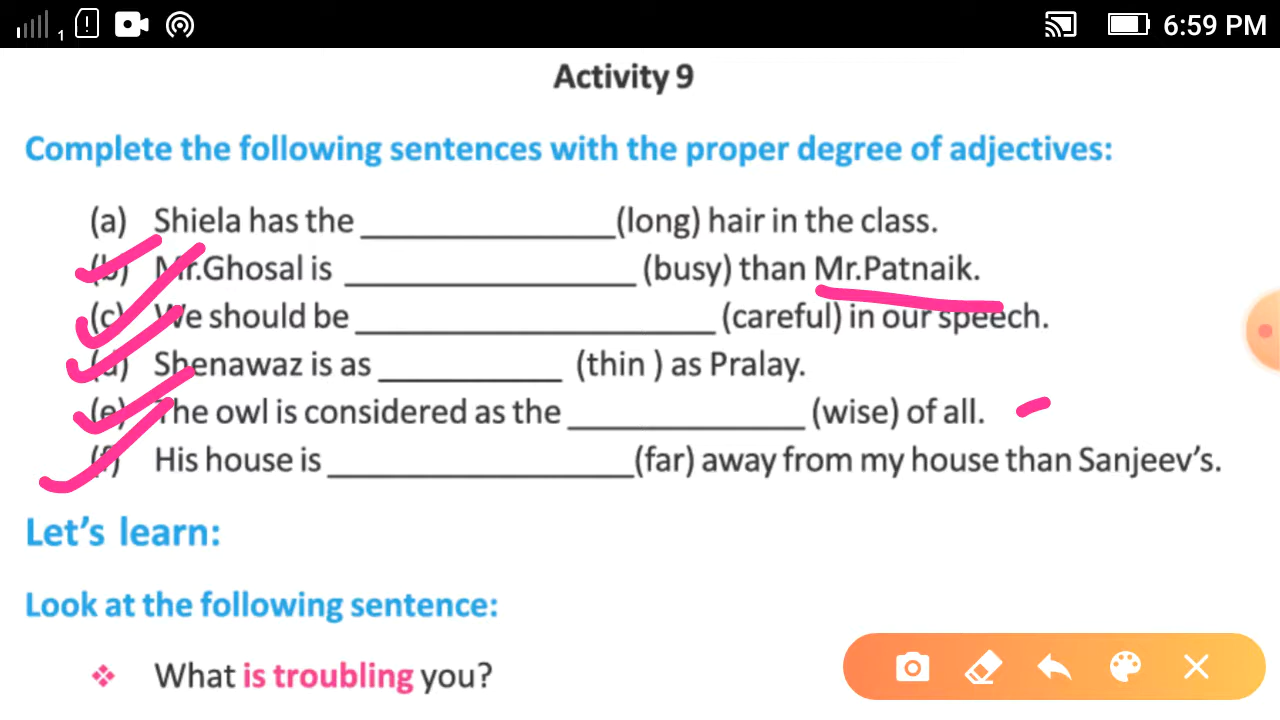 1 6:59 PM
Activity 9
Complete the following sentences with the proper degree of adjectives:
(a) Shiela has the ______________(long) hair in the class.
(b) Mr.Ghosal is ________________ (busy) than Mr.Patnaik.
(c) We should be ____________________ (careful) in our speech.
(d) Shenawaz is as __________ (thin ) as Pralay.
(e) The owl is considered as the _____________ (wise) of all.
(f) His house is _________________(far) away from my house than Sanjeev’s.
Let’s learn:
Look at the following sentence:
❖ What is troubling you?